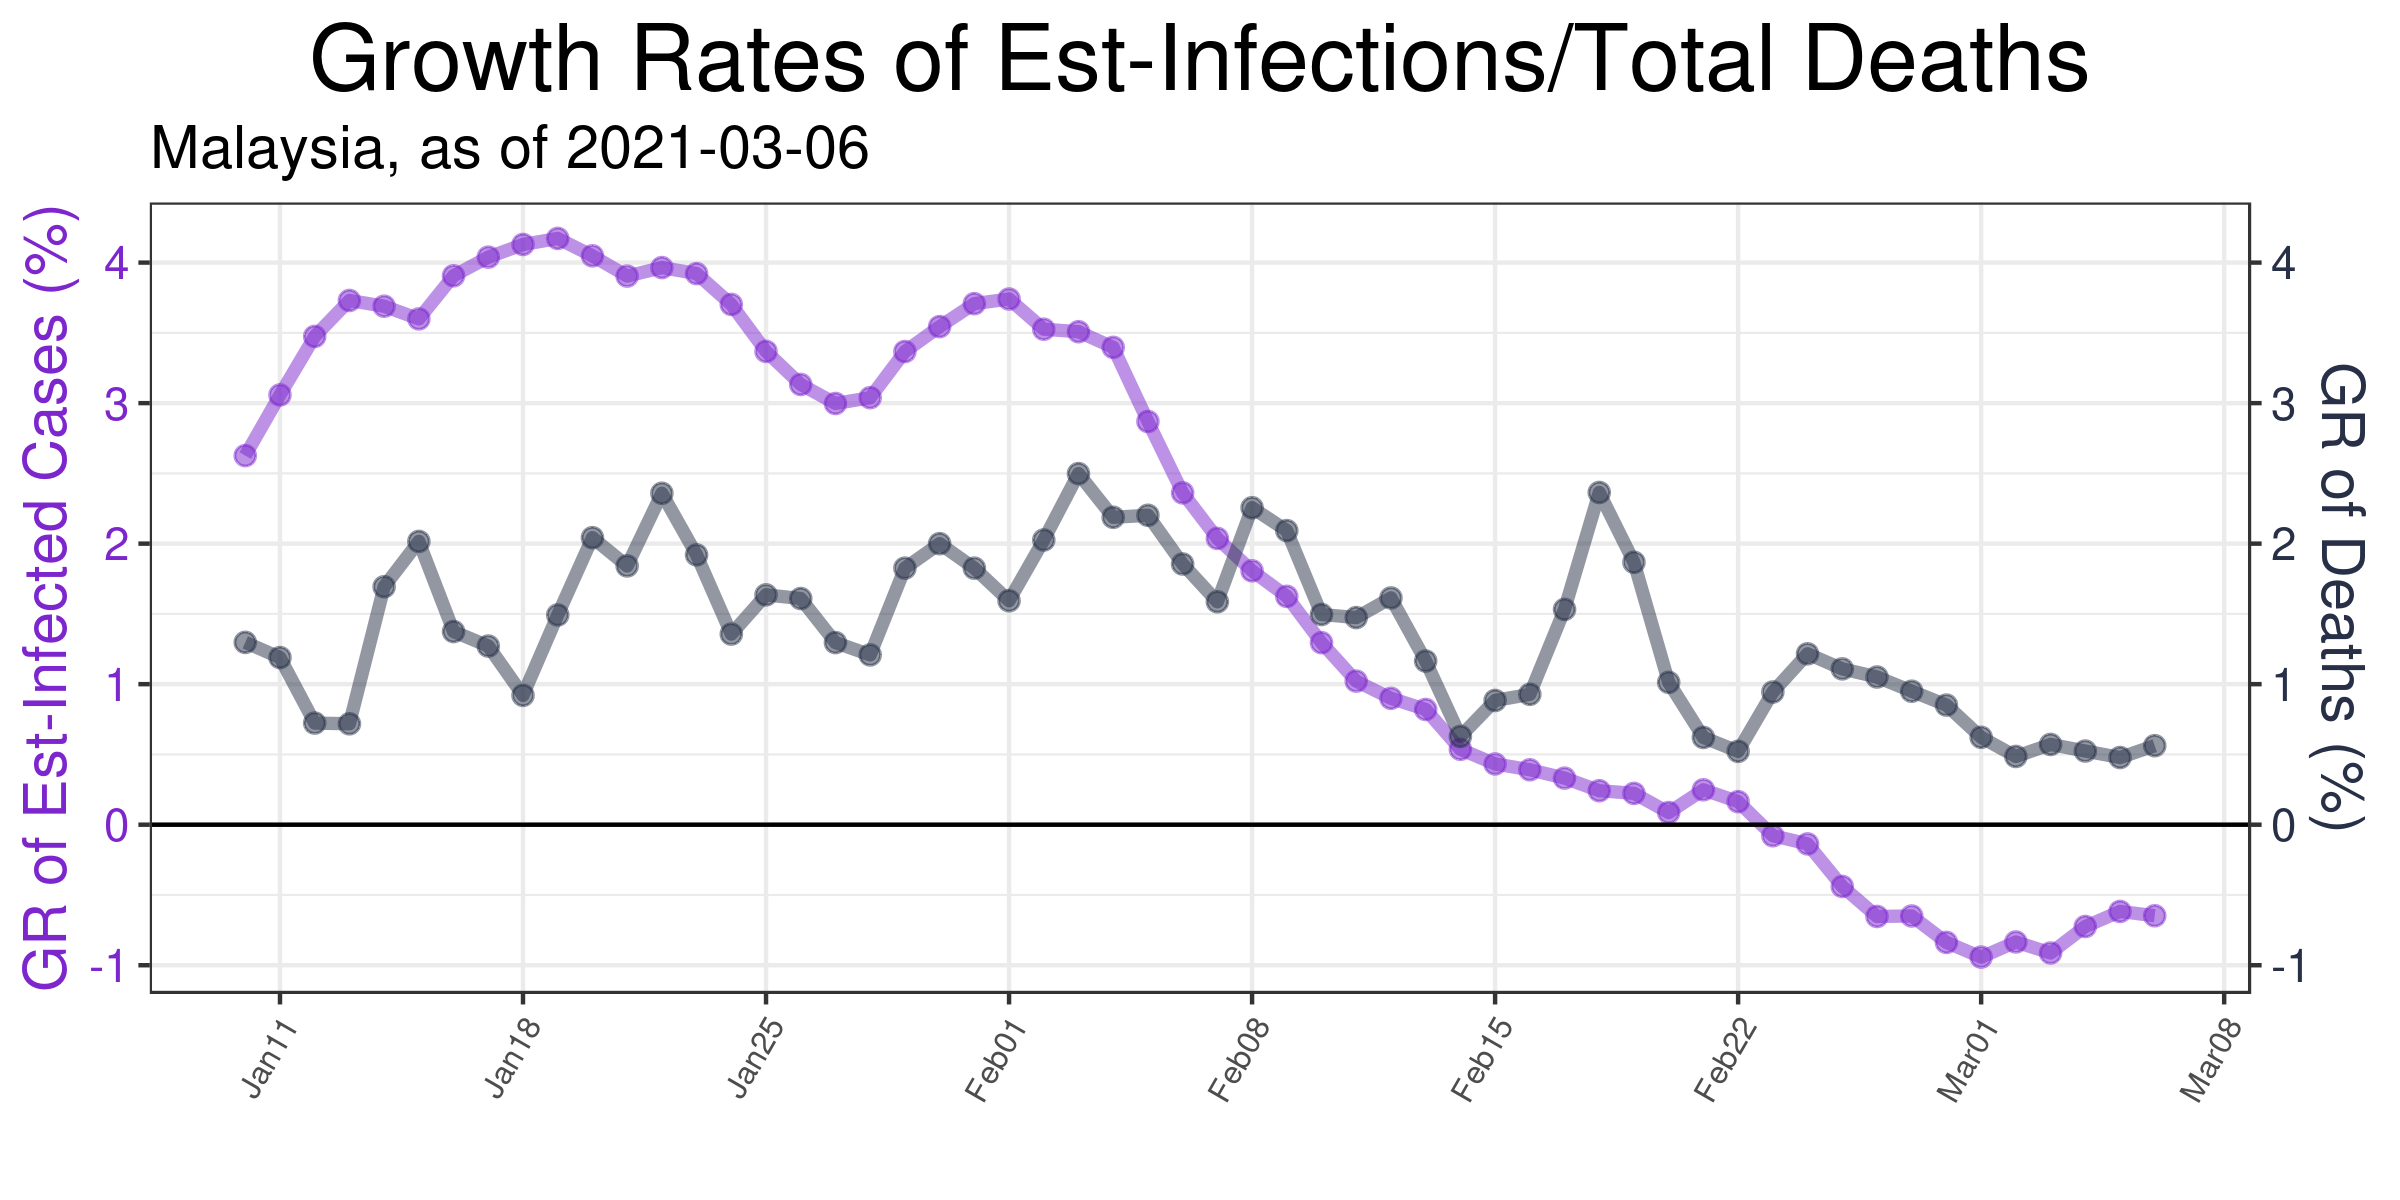 Growth Rates of Est-Infections/Total Deaths
Malaysia, as of 2021-03-06
GR of Est-Infected Cases (%)
4
3
2
1
0
-1
4
3
2
1
0
-1
GR of Deaths (%)
Jan11
Jan18
Jan25
Feb01
Feb08
Feb15
Feb22
Mar01
Mar08